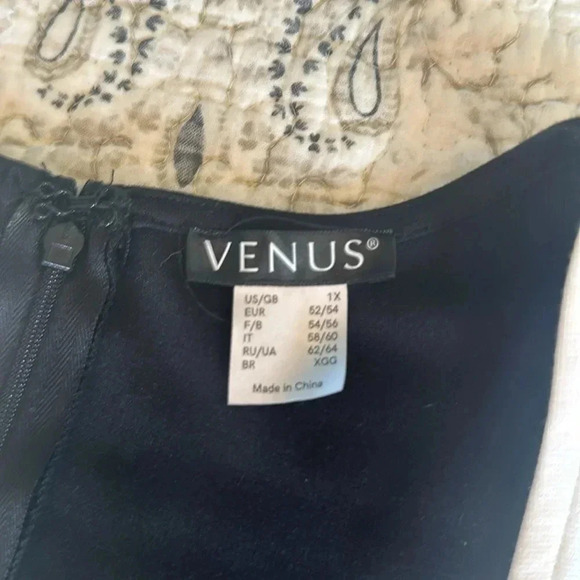 VENUS®
US/GB 1X
EUR 52/54
F/B 54/56
IT 58/60
RU/UA 62/64
BR XGG
Made in China